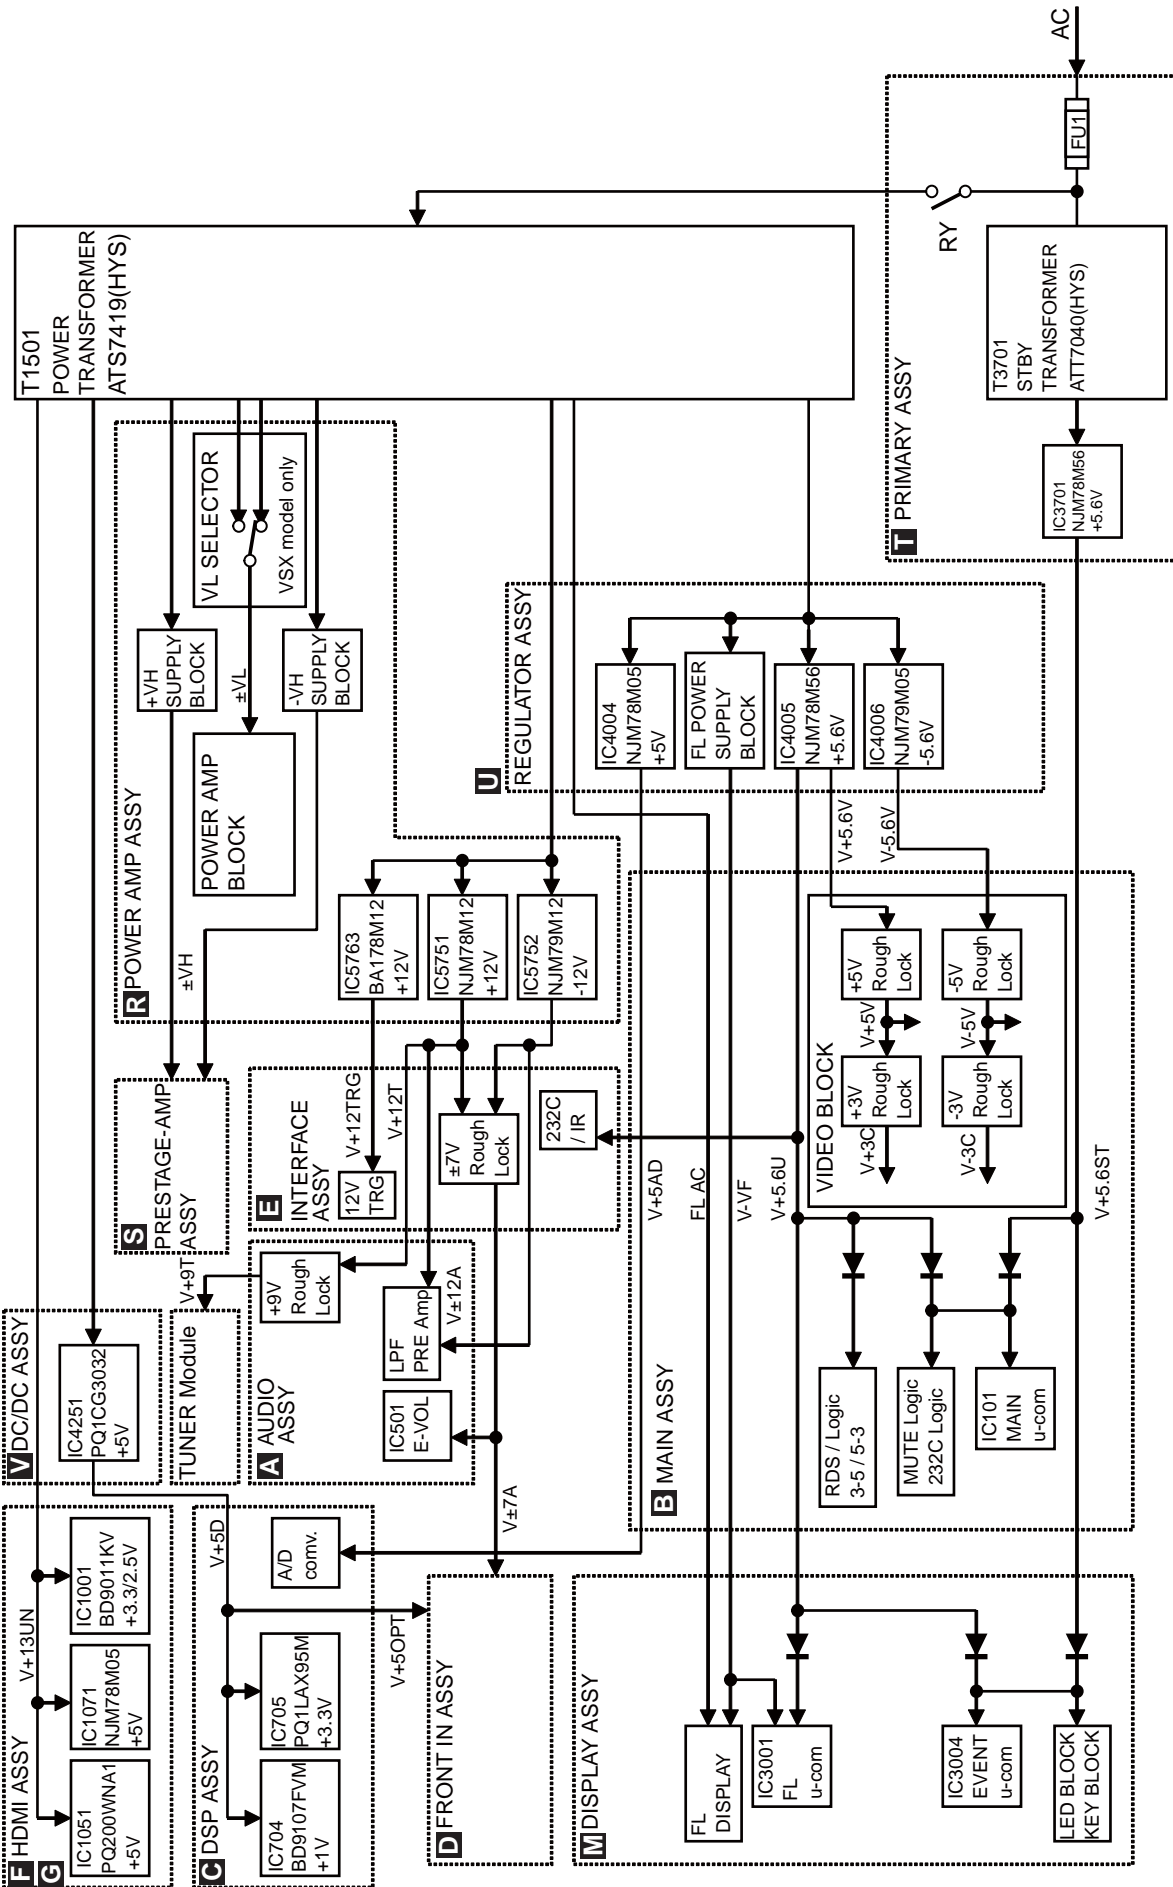 F HDMI ASSY
G
V+13UN
IC1051
PQ200WNA1
+5V
IC1071
NJM78M05
+5V
IC1001
BD9011KV
+3.3/2.5V
V DC/DC ASSY
IC4251
PQ1CG3032
+5V
T1501
POWER
TRANSFORMER
ATS7419(HYS)
C DSP ASSY
V+5D
IC704
BD9107FVM
+1V
IC705
PQ1LAX95M
+3.3V
A/D
comv.
V+5OPT
TUNER Module
V+9T
S
PRESTAGE-AMP
ASSY
±VH
R POWER AMP ASSY
+VH
SUPPLY
BLOCK
VL SELECTOR
VSX model only
±VL
-VH
SUPPLY
BLOCK
POWER AMP
BLOCK
IC5763
BA178M12
+12V
IC5751
NJM78M12
+12V
IC5752
NJM79M12
-12V
A AUDIO
ASSY
+9V
Rough
Lock
LPF
PRE Amp
V±12A
IC501
E-VOL
V±7A
E
INTERFACE
ASSY
V+12TRG
V+12T
12V
TRG
±7V
Rough
Lock
232C
/ IR
D FRONT IN ASSY
U
REGULATOR ASSY
IC4004
NJM78M05
+5V
FL POWER
SUPPLY
BLOCK
IC4005
NJM78M56
+5.6V
IC4006
NJM79M05
-5.6V
V+5.6V
V-5.6V
V+5AD
FL AC
V-VF
V+5.6U
B MAIN ASSY
VIDEO BLOCK
+5V
Rough
Lock
V+5V
+3V
Rough
Lock
V+3C
-5V
Rough
Lock
V-5V
-3V
Rough
Lock
V-3C
V+5.6ST
RDS / Logic
3-5 / 5-3
MUTE Logic
232C Logic
IC101
MAIN
u-com
M DISPLAY ASSY
FL
DISPLAY
IC3001
FL
u-com
IC3004
EVENT
u-com
LED BLOCK
KEY BLOCK
T PRIMARY ASSY
IC3701
NJM78M56
+5.6V
T3701
STBY
TRANSFORMER
ATT7040(HYS)
RY
FU1
AC